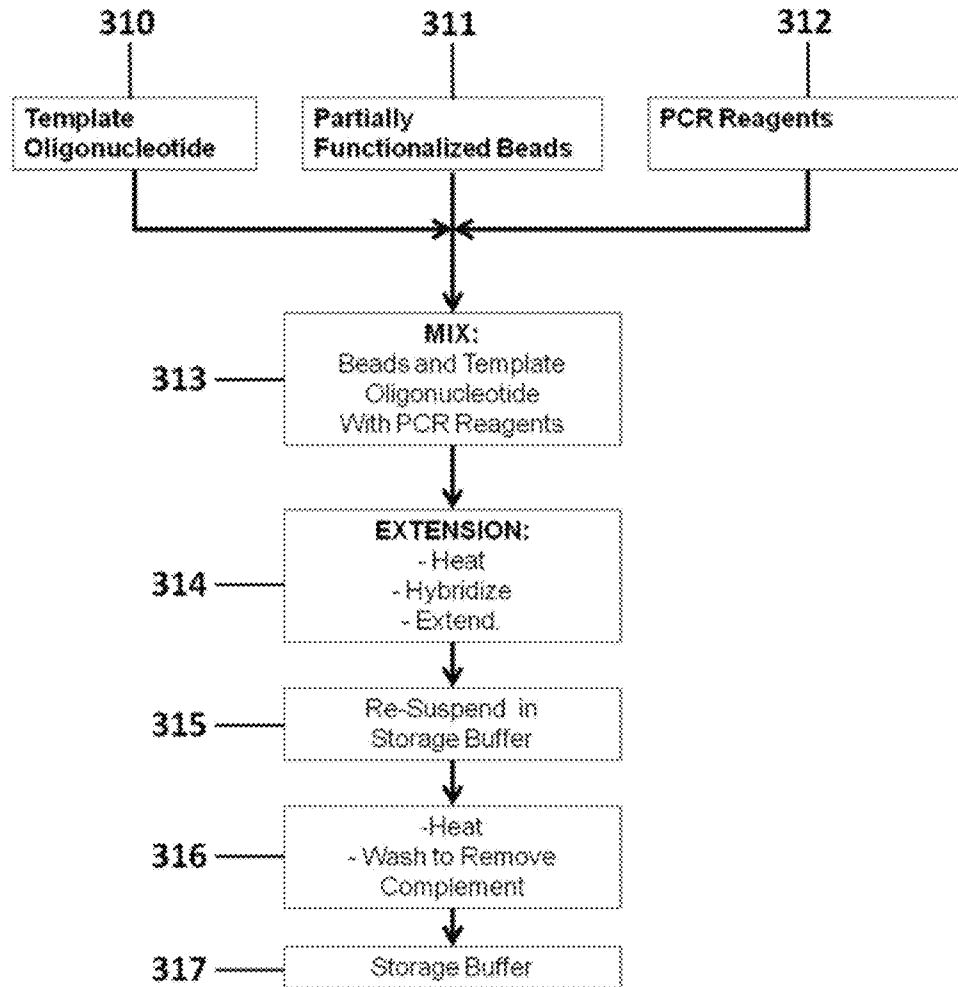 310
311
312
Template
Oligonucleotide
Partially
Functionalized Beads
PCR Reagents
313
MIX:
Beads and Template
Oligonucleotide
With PCR Reagents
314
EXTENSION:
- Heat
- Hybridize
- Extend.
315
Re-Suspend in
Storage Buffer
316
-Heat
- Wash to Remove
Complement
317
Storage Buffer